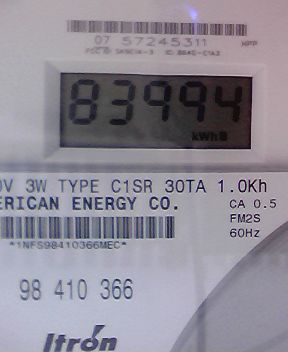 07 57245311
83994
kWh
0V 3W TYPE C1SR 30TA 1.0Kh
ERICAN ENERGY CO.
CA 0.5
FM2S
60Hz
*1NFS98410366MEC*
98 410 366
Itrón